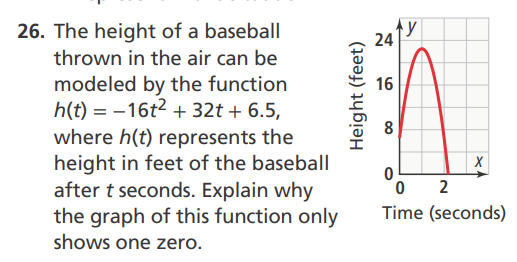 26. The height of a baseball
thrown in the air can be
modeled by the function
h(t) = −16t² + 32t + 6.5,
where h(t) represents the
height in feet of the baseball
after t seconds. Explain why
the graph of this function only
shows one zero.
y
24
16
8
0
Height (feet)
x
0 2
Time (seconds)